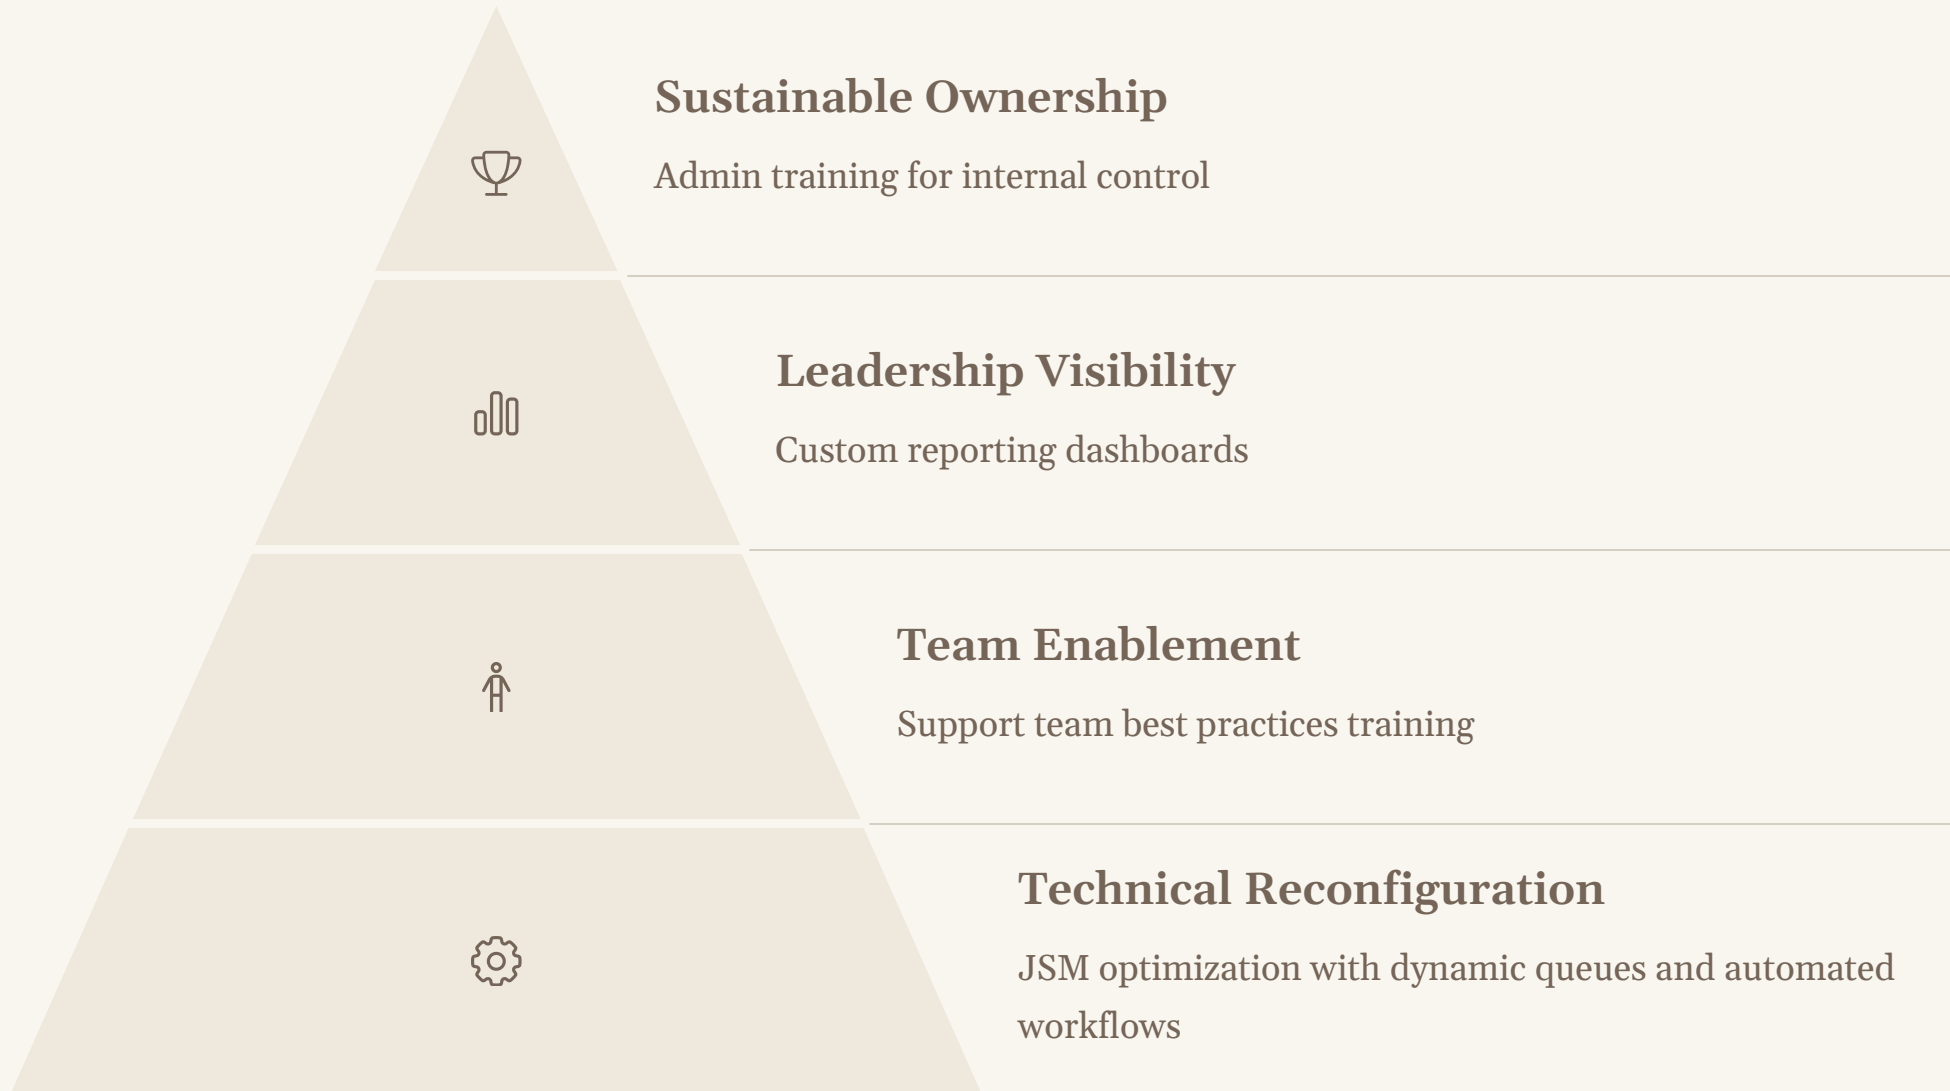 Sustainable Ownership
Admin training for internal control
Leadership Visibility
Custom reporting dashboards
Team Enablement
Support team best practices training
Technical Reconfiguration
JSM optimization with dynamic queues and automated
workflows